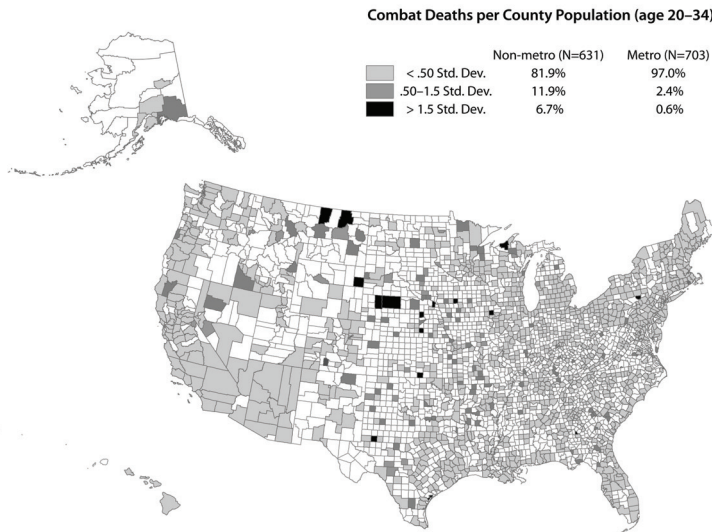 Combat Deaths per County Population (age 20–34)
Non-metro (N=631) Metro (N=703)
< .50 Std. Dev. 81.9% 97.0%
.50–1.5 Std. Dev. 11.9% 2.4%
> 1.5 Std. Dev. 6.7% 0.6%